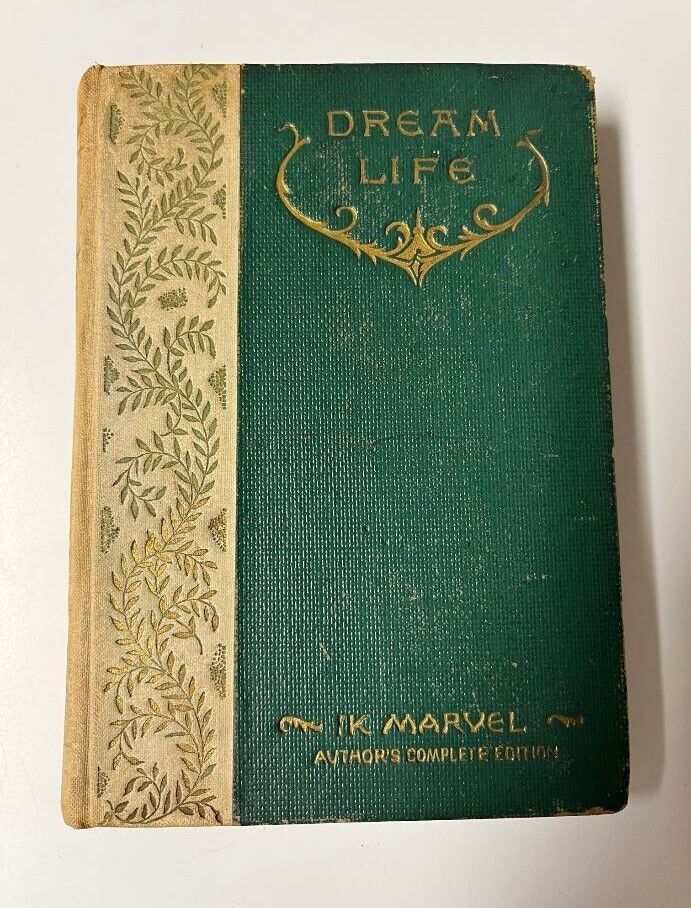 DREAM
LIFE
IK MARVEL
AUTHOR'S COMPLETE EDITION